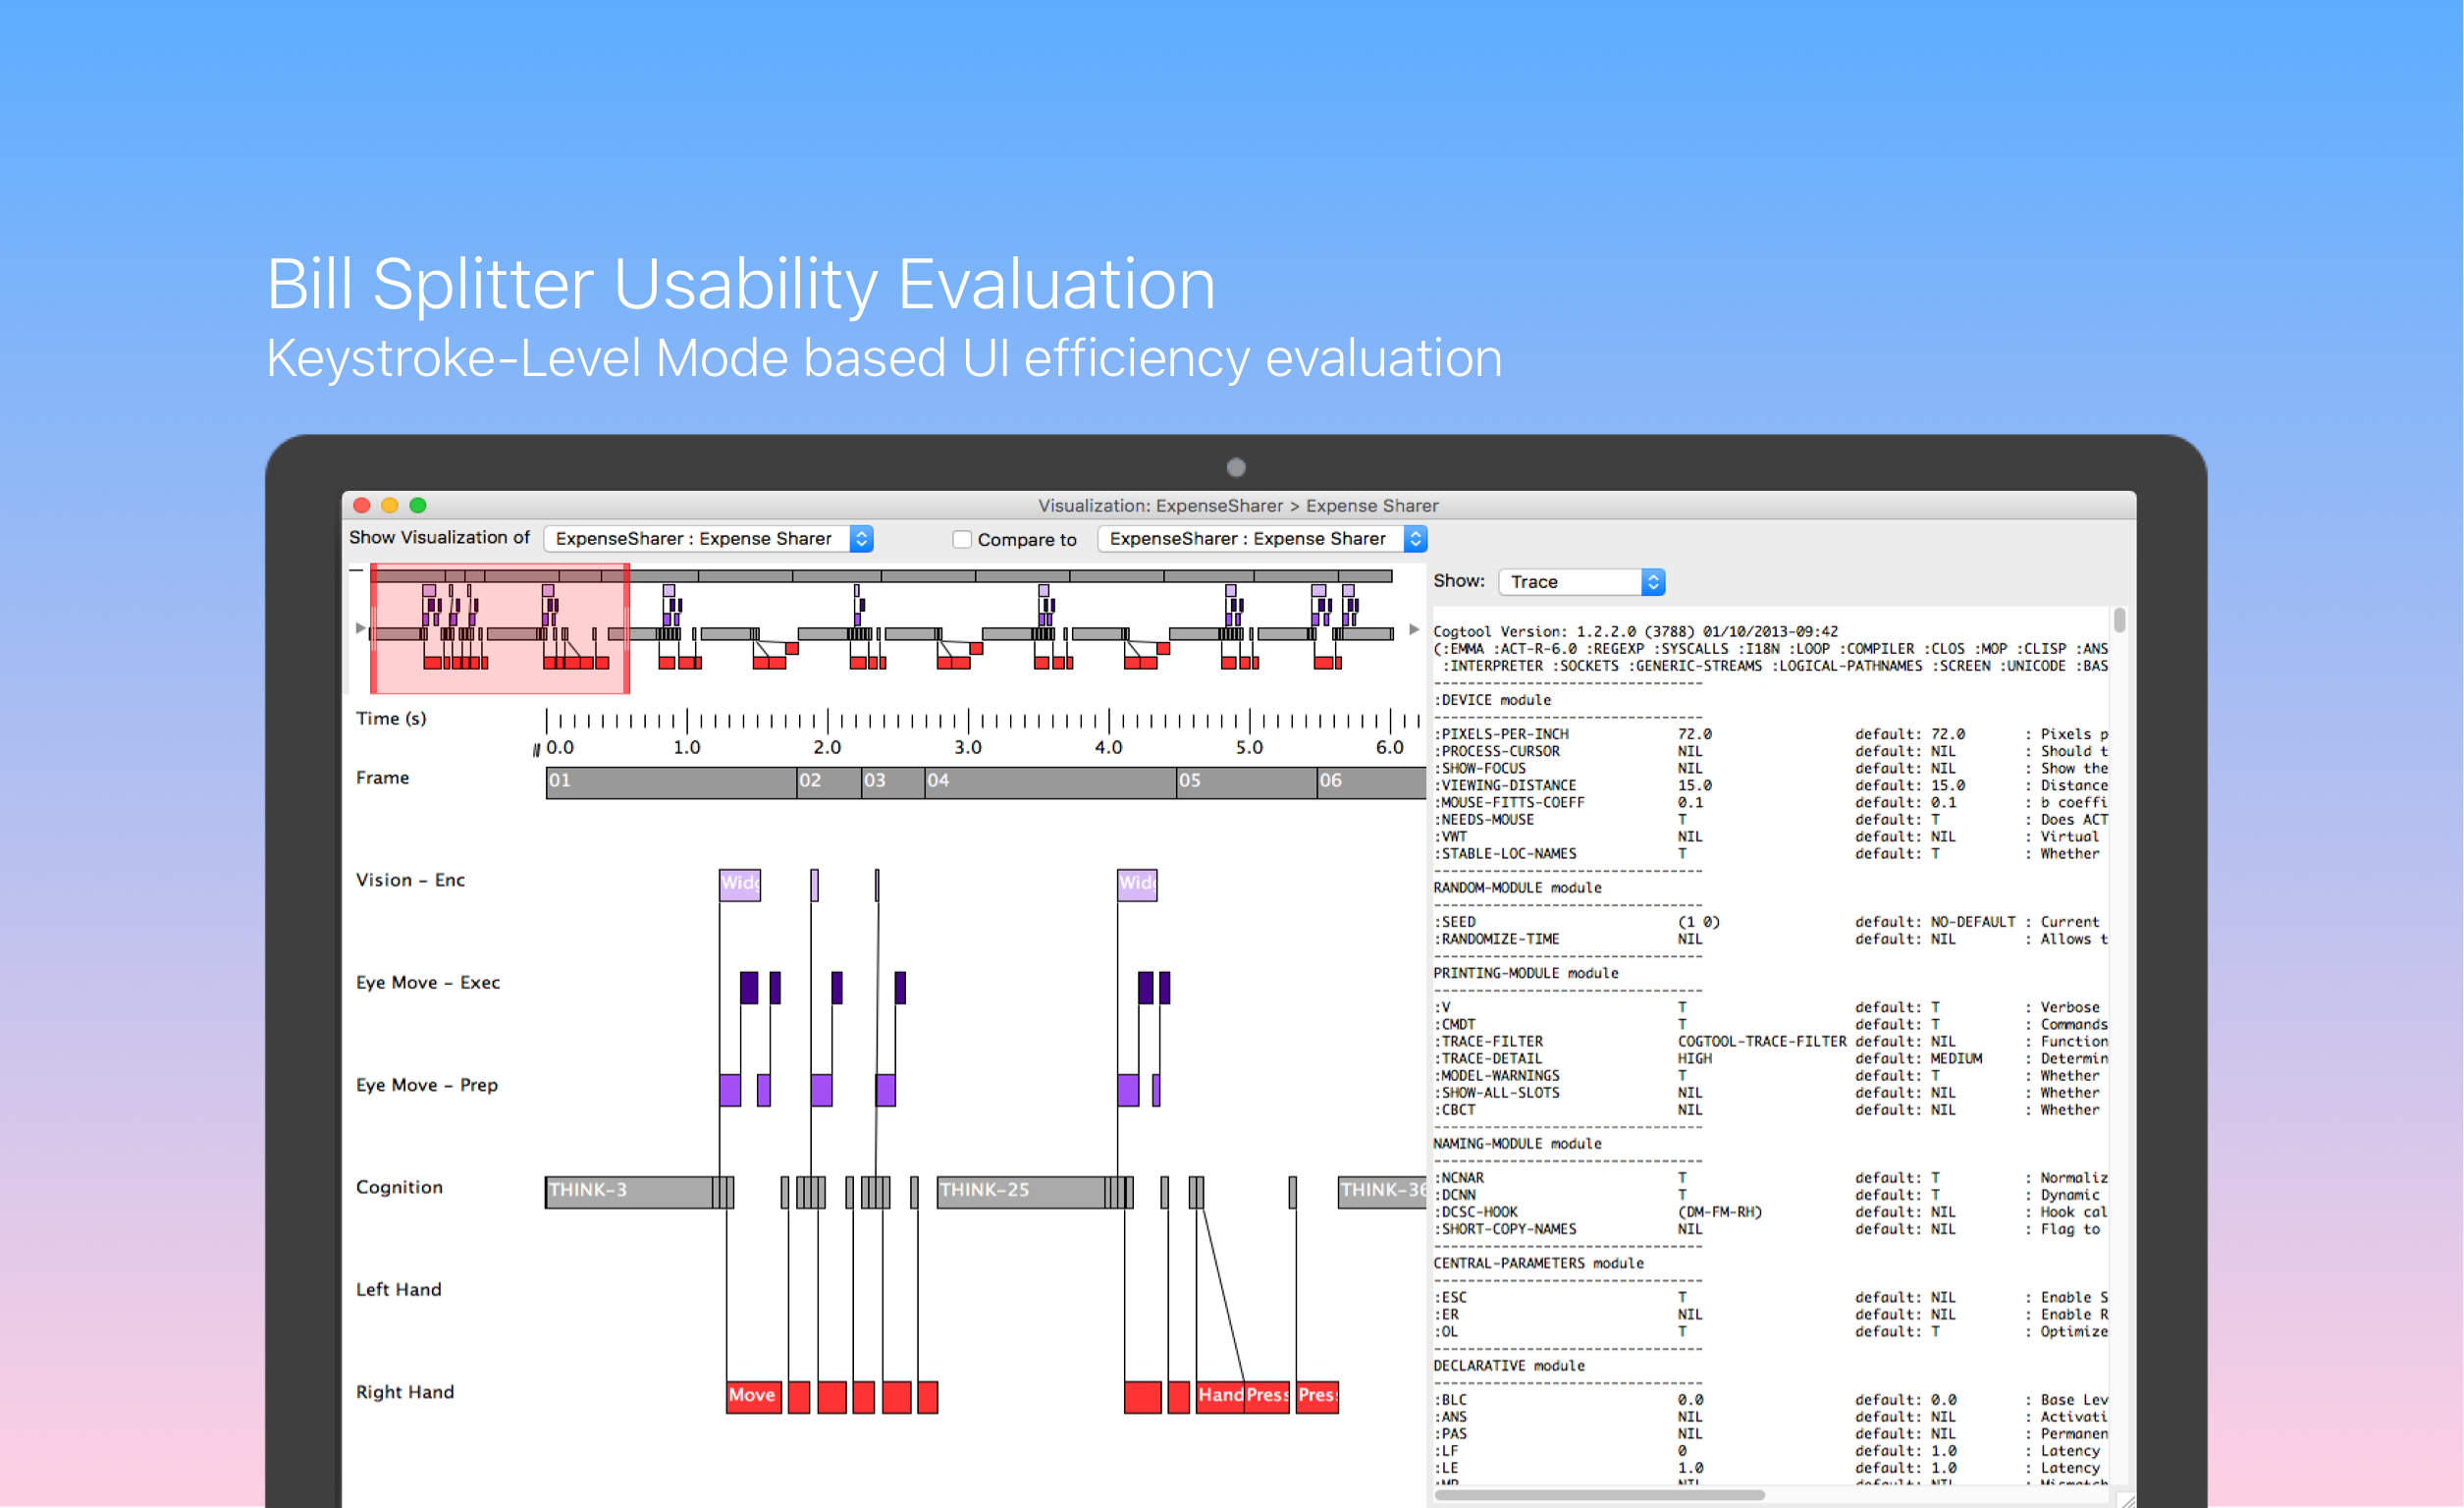 Bill Splitter Usability Evaluation
Keystroke-Level Mode based UI efficiency evaluation
Visualization: ExpenseSharer > Expense Sharer
Show Visualization of ExpenseSharer : Expense Sharer Compare to ExpenseSharer : Expense Sharer
Time (s)
0.0 1.0 2.0 3.0 4.0 5.0 6.0
Frame 01 02 03 04 05 06
Vision – Enc Widg Widg
Eye Move – Exec
Eye Move – Prep
Cognition THINK-3 THINK-25 THINK-36
Left Hand
Right Hand Move Hand Press Press
Show: Trace
Cogtool Version: 1.2.2.0 (3788) 01/10/2013-09:42
(:EMMA :ACT-R-6.0 :REGEXP :SYSCALLS :I18N :LOOP :COMPILER :CLOS :MOP :CLISP :ANS
:INTERPRETER :SOCKETS :GENERIC-STREAMS :LOGICAL-PATHNAMES :SCREEN :UNICODE :BAS
--------------------------------
:DEVICE module
--------------------------------
:PIXELS-PER-INCH 72.0 default: 72.0 : Pixels p
:PROCESS-CURSOR NIL default: NIL : Should t
:SHOW-FOCUS NIL default: NIL : Show the
:VIEWING-DISTANCE 15.0 default: 15.0 : Distance
:MOUSE-FITTS-COEFF 0.1 default: 0.1 : b coeffi
:NEEDS-MOUSE T default: T : Does ACT
:VWT NIL default: NIL : Virtual
:STABLE-LOC-NAMES T default: T : Whether
--------------------------------
RANDOM-MODULE module
--------------------------------
:SEED (1 0) default: NO-DEFAULT : Current
:RANDOMIZE-TIME NIL default: NIL : Allows t
--------------------------------
PRINTING-MODULE module
--------------------------------
:V T default: T : Verbose
:CMDT T default: T : Commands
:TRACE-FILTER COGTOOL-TRACE-FILTER default: NIL : Function
:TRACE-DETAIL HIGH default: MEDIUM : Determin
:MODEL-WARNINGS T default: T : Whether
:SHOW-ALL-SLOTS NIL default: NIL : Whether
:CBCT NIL default: NIL : Whether
--------------------------------
NAMING-MODULE module
--------------------------------
:NCNAR T default: T : Normaliz
:DCNN T default: T : Dynamic
:DCSC-HOOK (DM-FM-RH) default: NIL : Hook cal
:SHORT-COPY-NAMES NIL default: NIL : Flag to
--------------------------------
CENTRAL-PARAMETERS module
--------------------------------
:ESC T default: NIL : Enable S
:ER NIL default: NIL : Enable R
:OL T default: T : Optimize
--------------------------------
DECLARATIVE module
--------------------------------
:BLC 0.0 default: 0.0 : Base Lev
:ANS NIL default: NIL : Activati
:PAS NIL default: NIL : Permanen
:LF 0 default: 1.0 : Latency
:LE 1.0 default: 1.0 : Latency